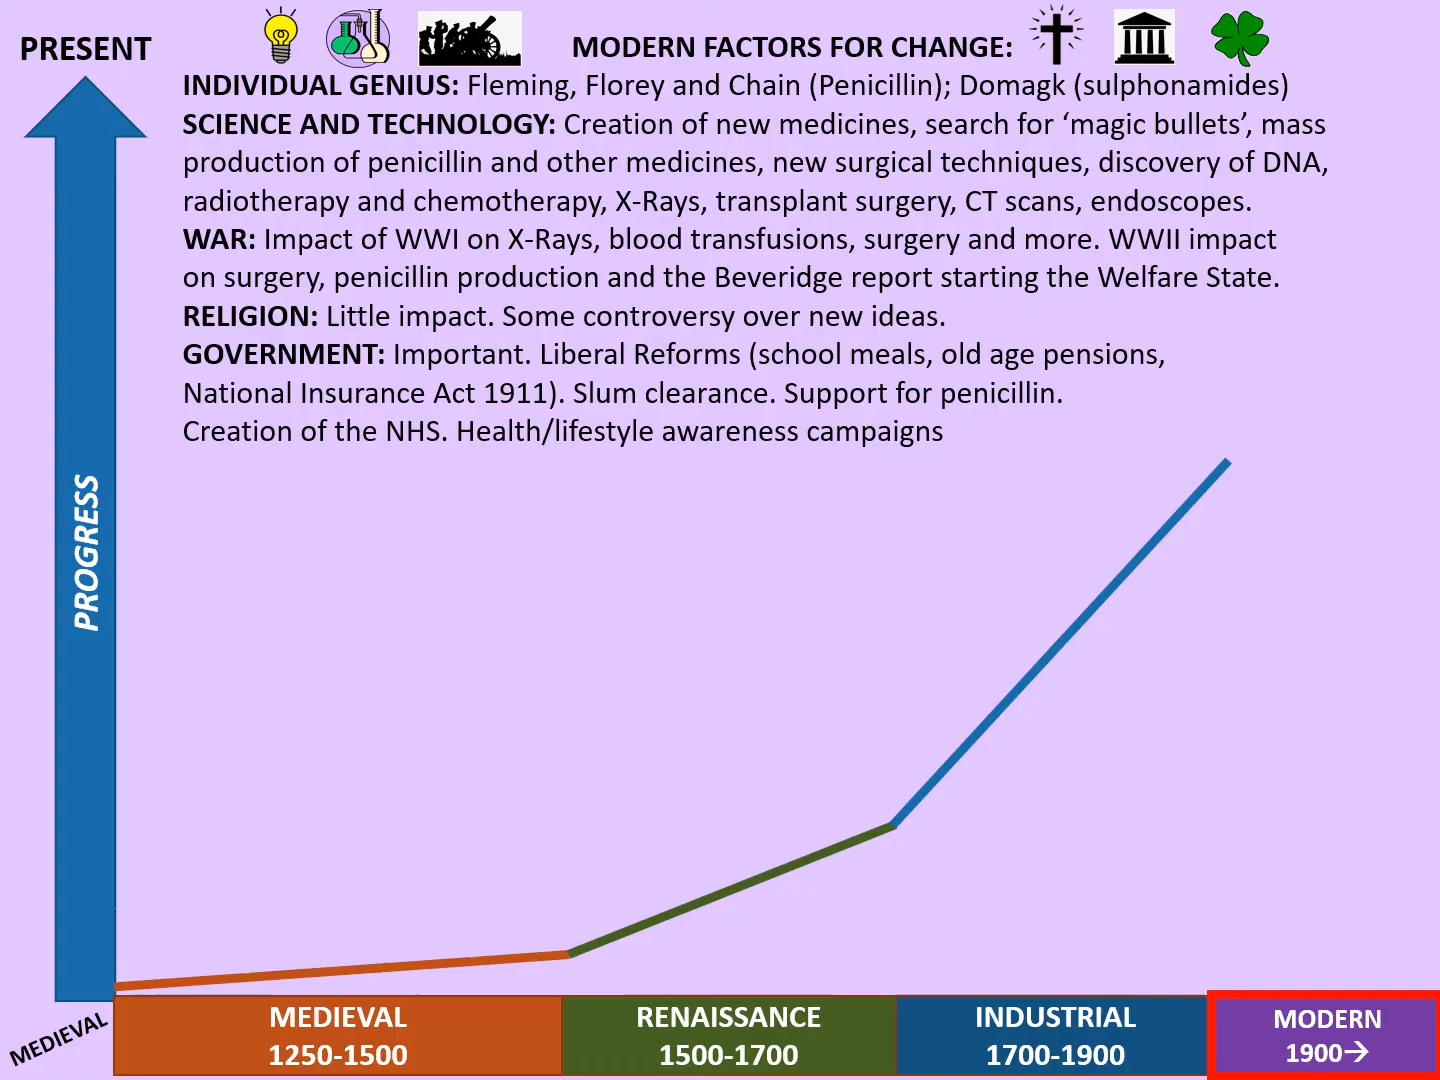 PRESENT
MODERN FACTORS FOR CHANGE:
INDIVIDUAL GENIUS: Fleming, Florey and Chain (Penicillin); Domagk (sulphonamides)
SCIENCE AND TECHNOLOGY: Creation of new medicines, search for ‘magic bullets’, mass
production of penicillin and other medicines, new surgical techniques, discovery of DNA,
radiotherapy and chemotherapy, X-Rays, transplant surgery, CT scans, endoscopes.
WAR: Impact of WWI on X-Rays, blood transfusions, surgery and more. WWII impact
on surgery, penicillin production and the Beveridge report starting the Welfare State.
RELIGION: Little impact. Some controversy over new ideas.
GOVERNMENT: Important. Liberal Reforms (school meals, old age pensions,
National Insurance Act 1911). Slum clearance. Support for penicillin.
Creation of the NHS. Health/lifestyle awareness campaigns
PROGRESS
MEDIEVAL
MEDIEVAL
1250-1500
RENAISSANCE
1500-1700
INDUSTRIAL
1700-1900
MODERN
1900→